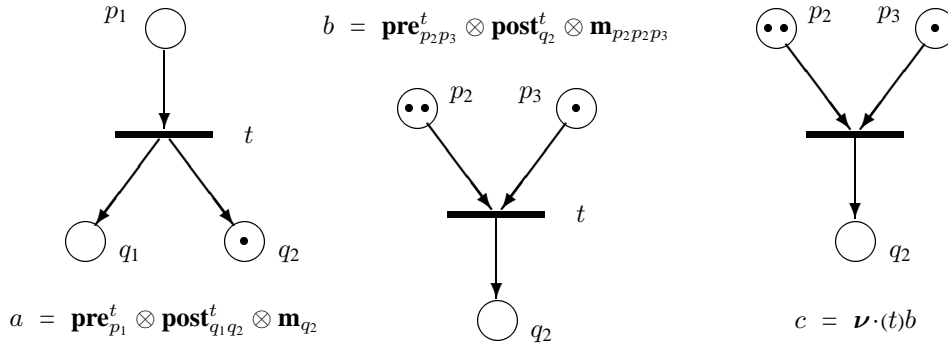 p₁
b = pre^t_{p₂p₃} ⊗ post^t_{q₂} ⊗ m_{p₂p₂p₃}
p₂ p₃
p₂ p₃
t
t
q₁ q₂
q₂
q₂
a = pre^t_{p₁} ⊗ post^t_{q₁q₂} ⊗ m_{q₂}
c = ν·(t)b